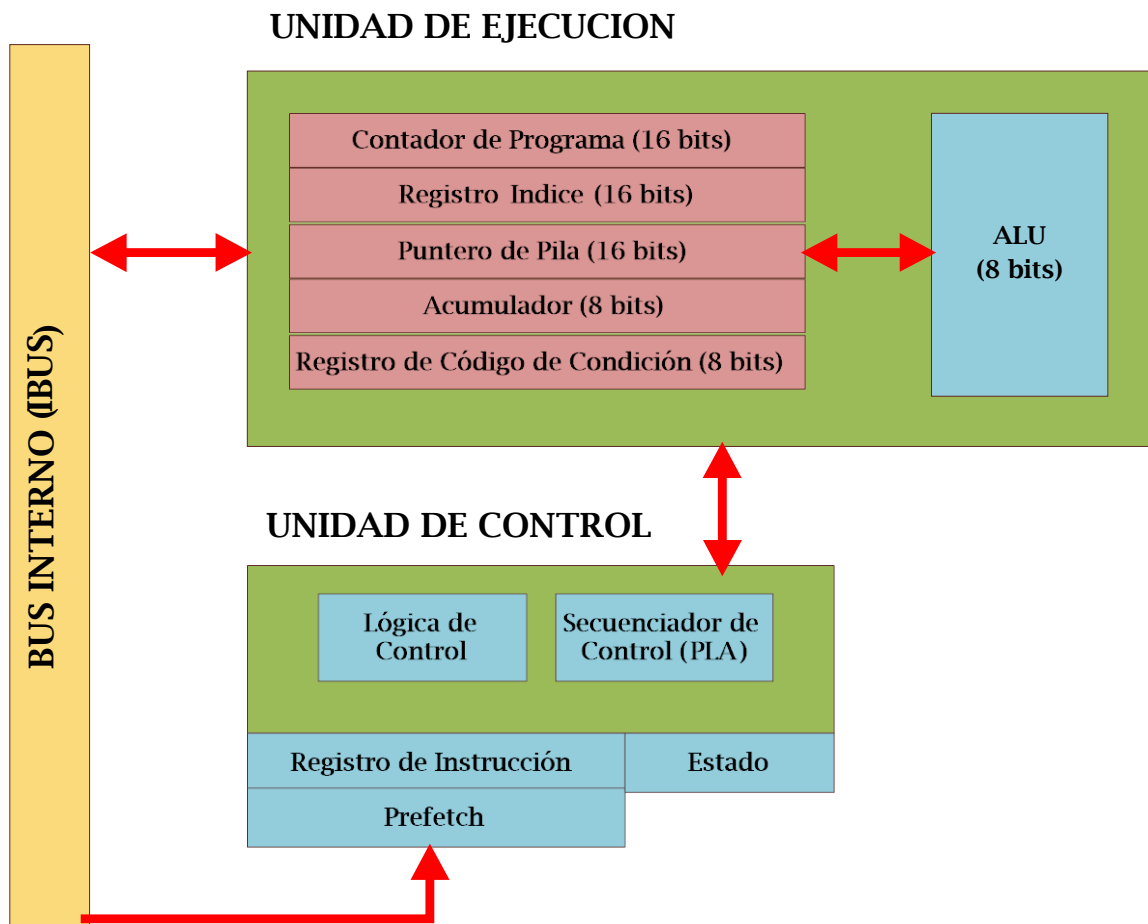 UNIDAD DE EJECUCION
Contador de Programa (16 bits)
Registro Indice (16 bits)
Puntero de Pila (16 bits)
Acumulador (8 bits)
Registro de Código de Condición (8 bits)
ALU
(8 bits)
BUS INTERNO (IBUS)
UNIDAD DE CONTROL
Lógica de
Control
Secuenciador de
Control (PLA)
Registro de Instrucción
Estado
Prefetch